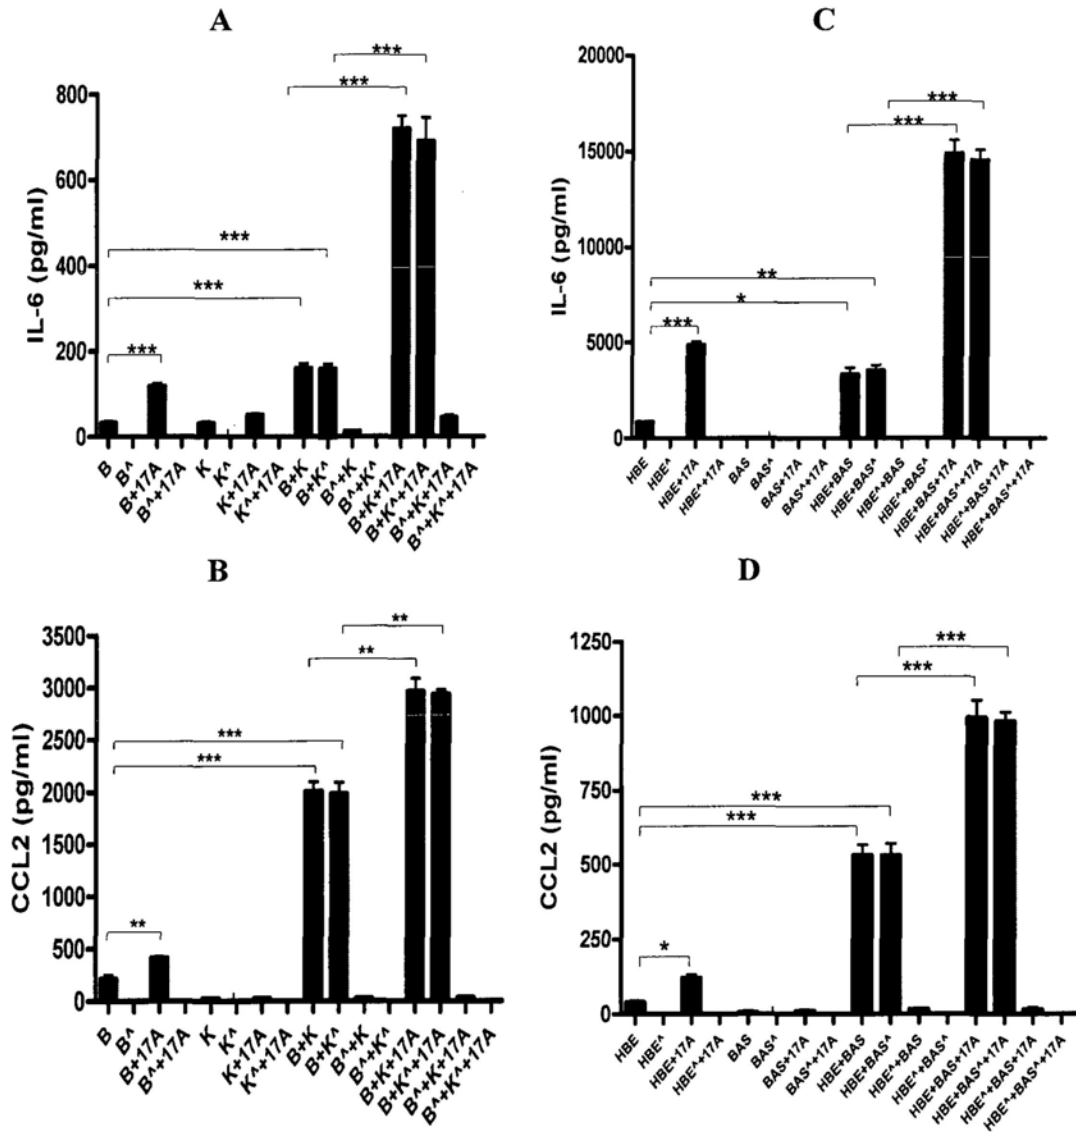 A
IL-6 (pg/ml)
800
600
400
200
0
***
***
***
***
***
B
B^
B+17A
B^+17A
K
K^
K+17A
K^+17A
B+K
B+K^
B^+K
B^+K^
B+K+17A
B+K^+17A
B^+K+17A
B^+K^+17A
C
IL-6 (pg/ml)
20000
15000
10000
5000
0
***
***
**
*
***
HBE
HBE^
HBE+17A
HBE^+17A
BAS
BAS^
BAS+17A
BAS^+17A
HBE+BAS
HBE+BAS^
HBE^+BAS
HBE^+BAS^
HBE+BAS+17A
HBE+BAS^+17A
HBE^+BAS+17A
HBE^+BAS^+17A
B
CCL2 (pg/ml)
3500
3000
2500
2000
1500
1000
500
0
**
**
***
***
**
B
B^
B+17A
B^+17A
K
K^
K+17A
K^+17A
B+K
B+K^
B^+K
B^+K^
B+K+17A
B+K^+17A
B^+K+17A
B^+K^+17A
D
CCL2 (pg/ml)
1250
1000
750
500
250
0
***
***
***
***
*
HBE
HBE^
HBE+17A
HBE^+17A
BAS
BAS^
BAS+17A
BAS^+17A
HBE+BAS
HBE+BAS^
HBE^+BAS
HBE^+BAS^
HBE+BAS+17A
HBE+BAS^+17A
HBE^+BAS+17A
HBE^+BAS^+17A